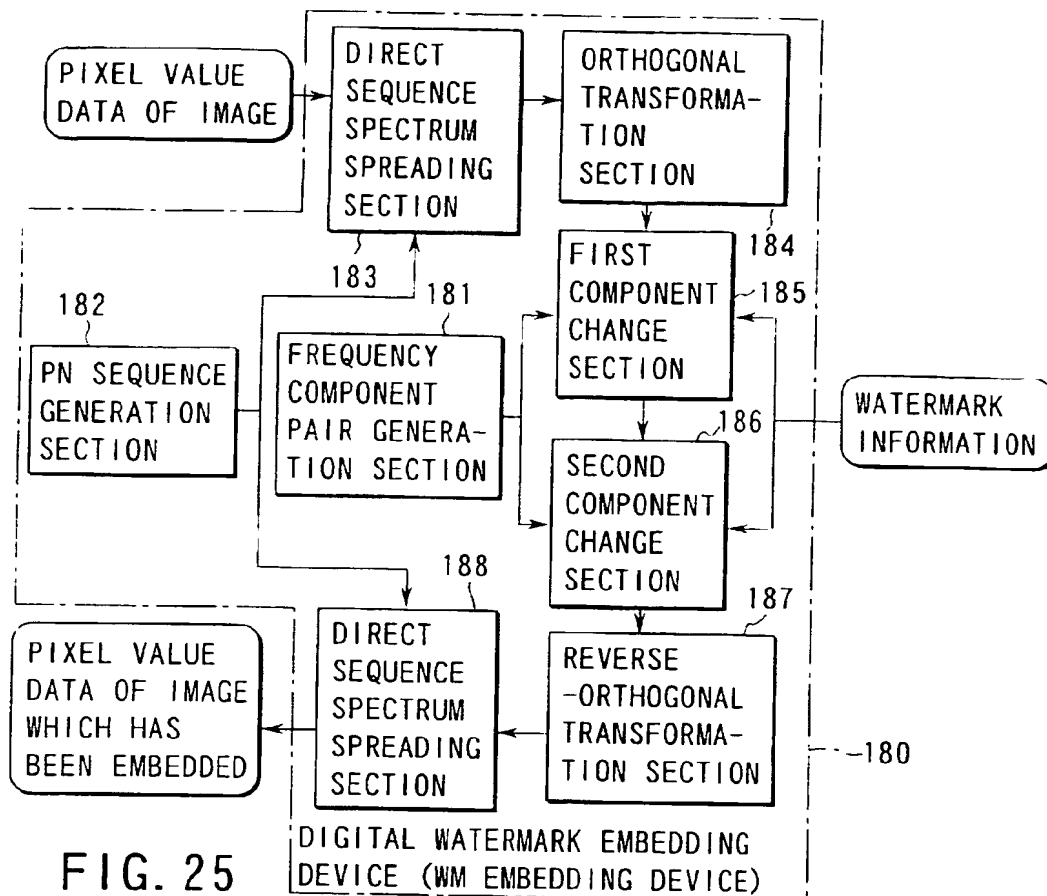 PIXEL VALUE
DATA OF IMAGE
DIRECT
SEQUENCE
SPECTRUM
SPREADING
SECTION
183
ORTHOGONAL
TRANSFORMA-
TION
SECTION
184
182
PN SEQUENCE
GENERATION
SECTION
181
FREQUENCY
COMPONENT
PAIR GENERA-
TION SECTION
FIRST
COMPONENT
CHANGE
SECTION
185
186
SECOND
COMPONENT
CHANGE
SECTION
WATERMARK
INFORMATION
187
REVERSE
-ORTHOGONAL
TRANSFORMA-
TION SECTION
188
DIRECT
SEQUENCE
SPECTRUM
SPREADING
SECTION
PIXEL VALUE
DATA OF IMAGE
WHICH HAS
BEEN EMBEDDED
180
DIGITAL WATERMARK EMBEDDING
DEVICE (WM EMBEDDING DEVICE)
FIG. 25